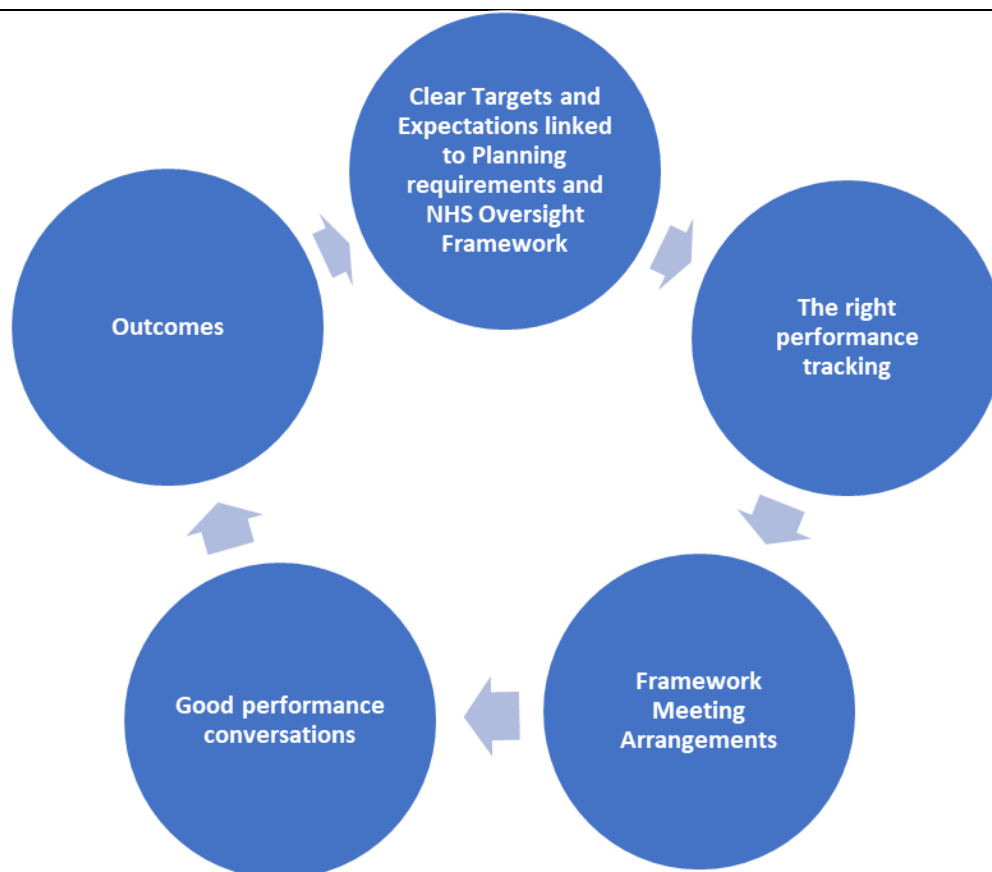 Clear Targets and
Expectations linked
to Planning
requirements and
NHS Oversight
Framework
The right
performance
tracking
Framework
Meeting
Arrangements
Good performance
conversations
Outcomes